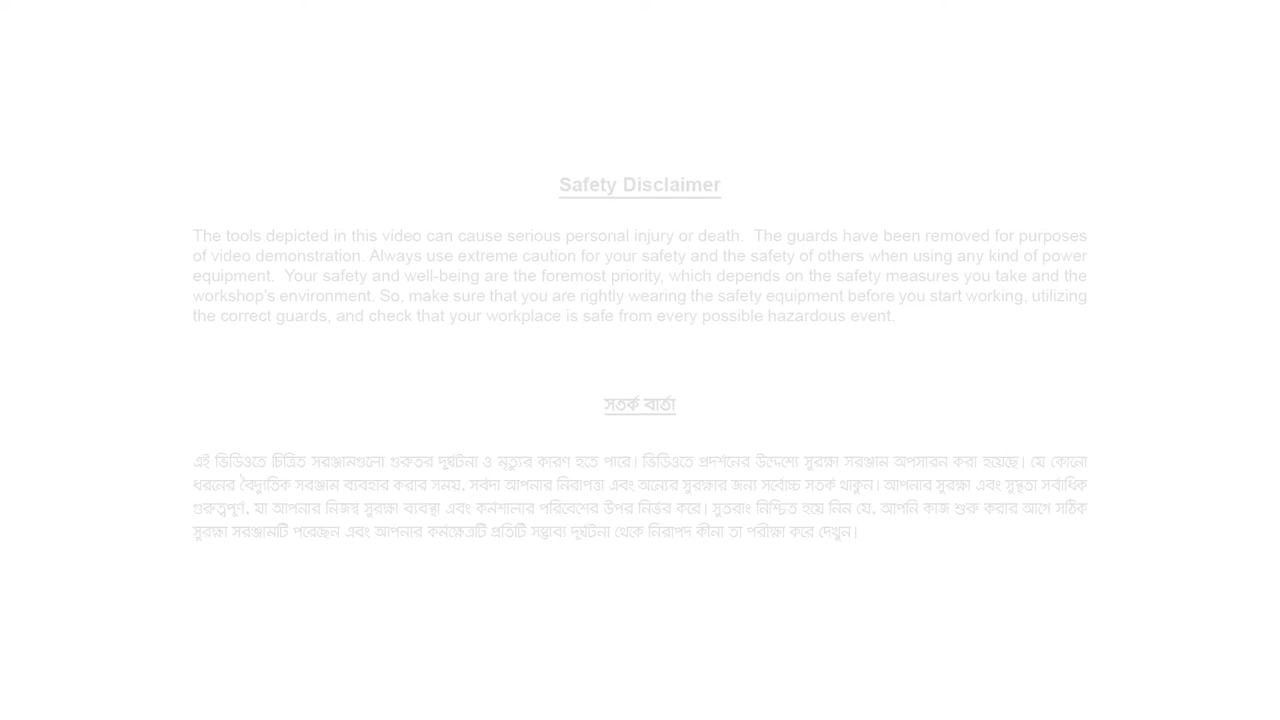 Safety Disclaimer
The tools depicted in this video can cause serious personal injury or death.  The guards have been removed for purposes
of video demonstration. Always use extreme caution for your safety and the safety of others when using any kind of power
equipment.  Your safety and well-being are the foremost priority, which depends on the safety measures you take and the
workshop's environment. So, make sure that you are rightly wearing the safety equipment before you start working, utilizing
the correct guards, and check that your workplace is safe from every possible hazardous event.
সতর্ক বার্তা
এই ভিডিওতে চিত্রিত সরঞ্জামগুলো গুরুতর দুর্ঘটনা ও মৃত্যুর কারণ হতে পারে। ভিডিওতে প্রদর্শনের উদ্দেশ্যে সুরক্ষা সরঞ্জাম অপসারন করা হয়েছে। যে কোনো
ধরনের বৈদ্যুতিক সরঞ্জাম ব্যবহার করার সময়, সর্বদা আপনার নিরাপত্তা এবং অন্যের সুরক্ষার জন্য সর্বোচ্চ সতর্ক থাকুন। আপনার সুরক্ষা এবং সুস্থতা সর্বাধিক
গুরুত্বপূর্ণ, যা আপনার নিজস্ব সুরক্ষা ব্যবস্থা এবং কর্মশালার পরিবেশের উপর নির্ভর করে। সুতরাং নিশ্চিত হয়ে নিন যে, আপনি কাজ শুরু করার আগে সঠিক
সুরক্ষা সরঞ্জামটি পরেছেন এবং আপনার কর্মক্ষেত্রটি প্রতিটি সম্ভাব্য দুর্ঘটনা থেকে নিরাপদ কীনা তা পরীক্ষা করে দেখুন।